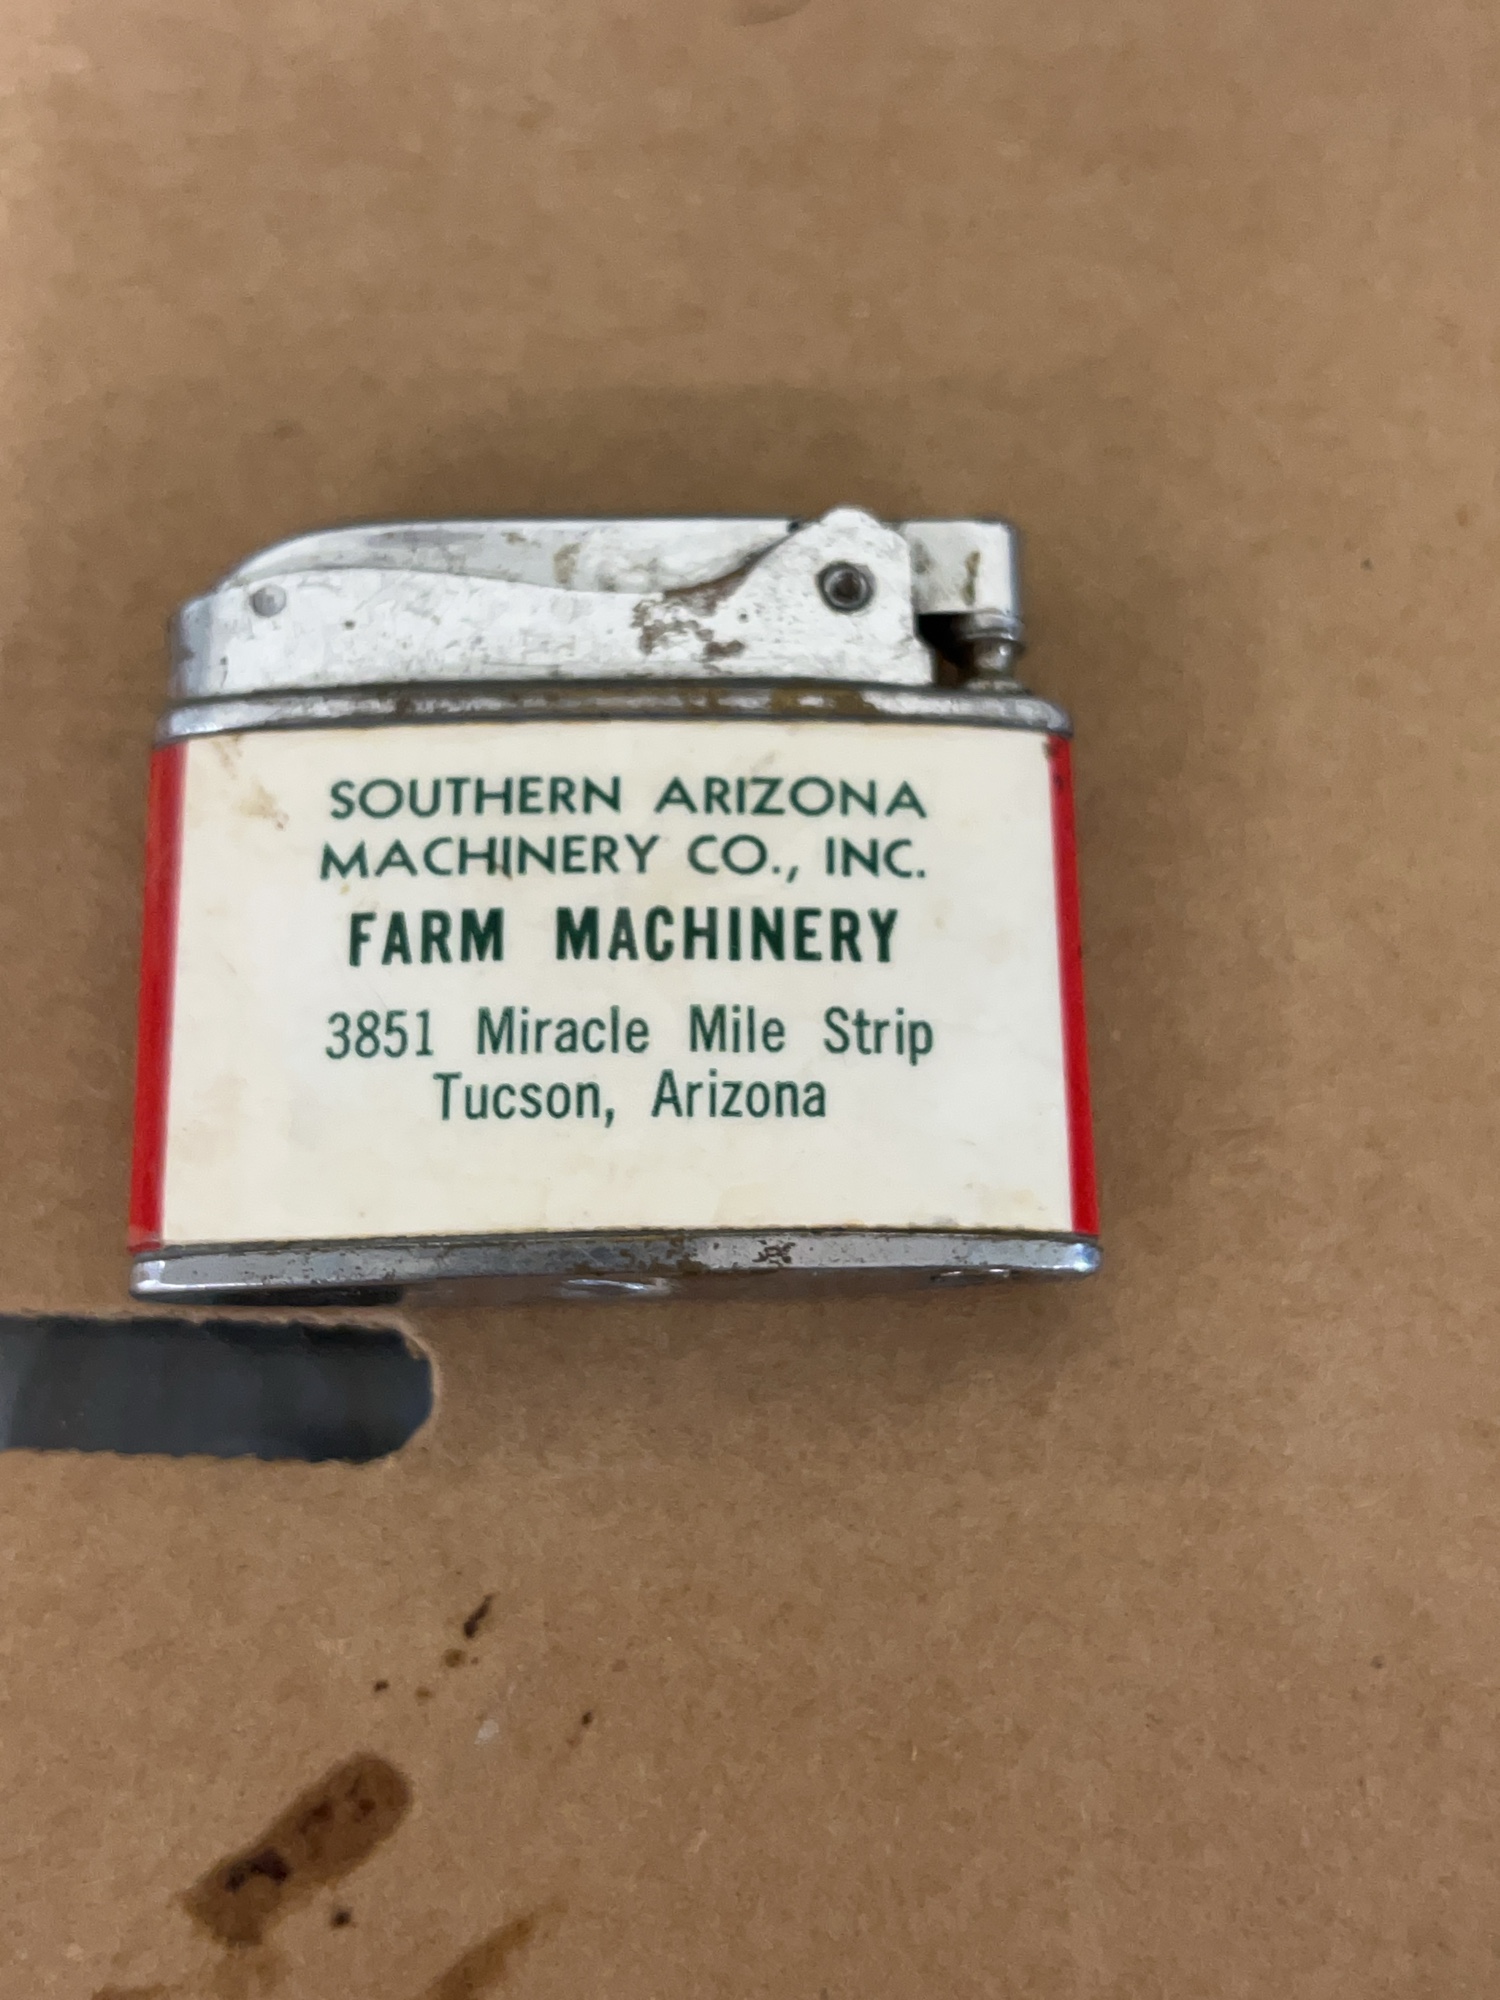 SOUTHERN ARIZONA
MACHINERY CO., INC.
FARM MACHINERY
3851 Miracle Mile Strip
Tucson, Arizona